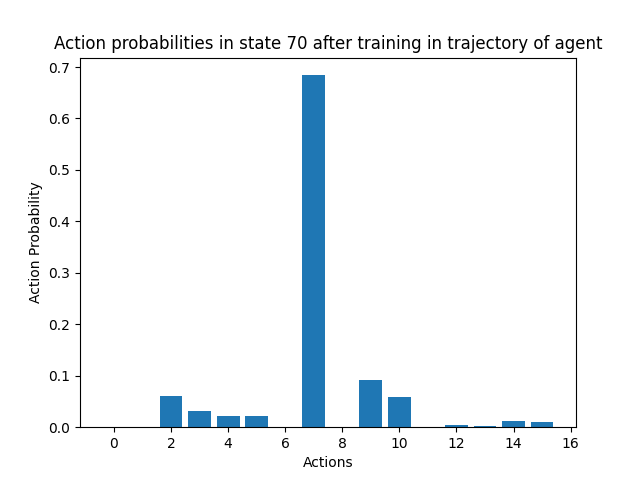 Action probabilities in state 70 after training in trajectory of agent
0.7
0.6
0.5
0.4
0.3
0.2
0.1
0.0
Action Probability
0 2 4 6 8 10 12 14 16
Actions